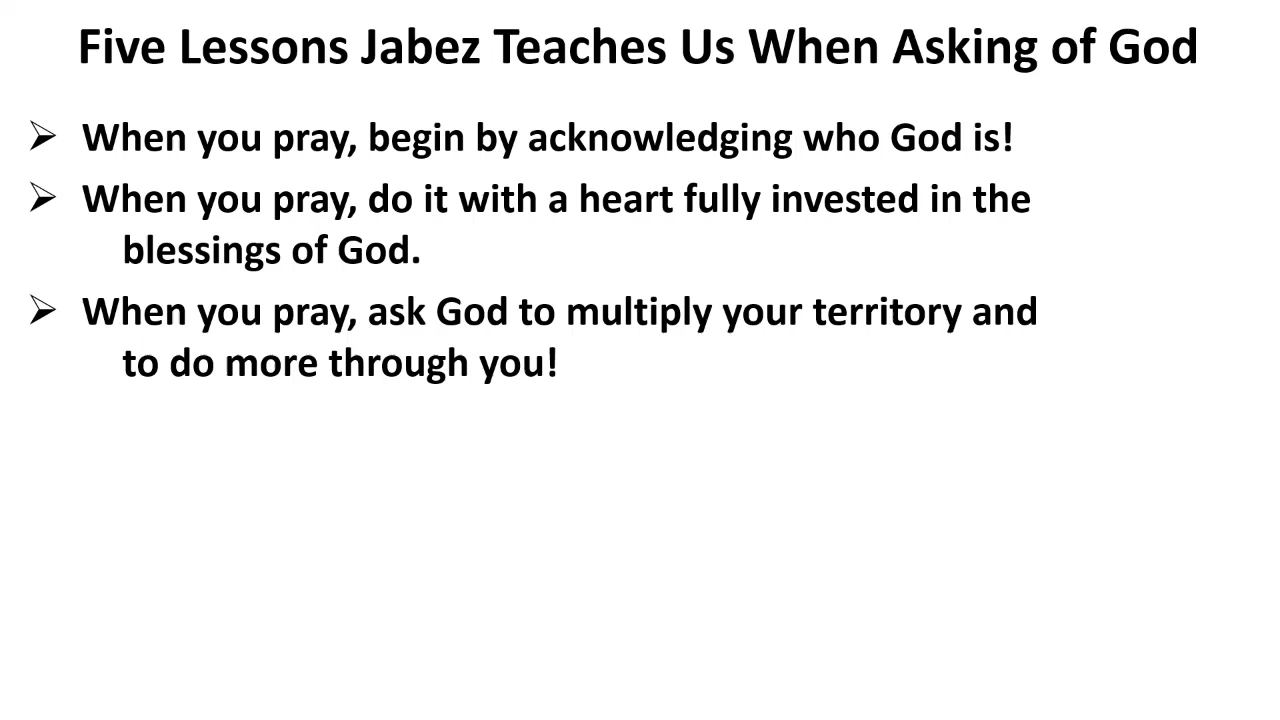 Five Lessons Jabez Teaches Us When Asking of God
➢ When you pray, begin by acknowledging who God is!
➢ When you pray, do it with a heart fully invested in the
blessings of God.
➢ When you pray, ask God to multiply your territory and
to do more through you!